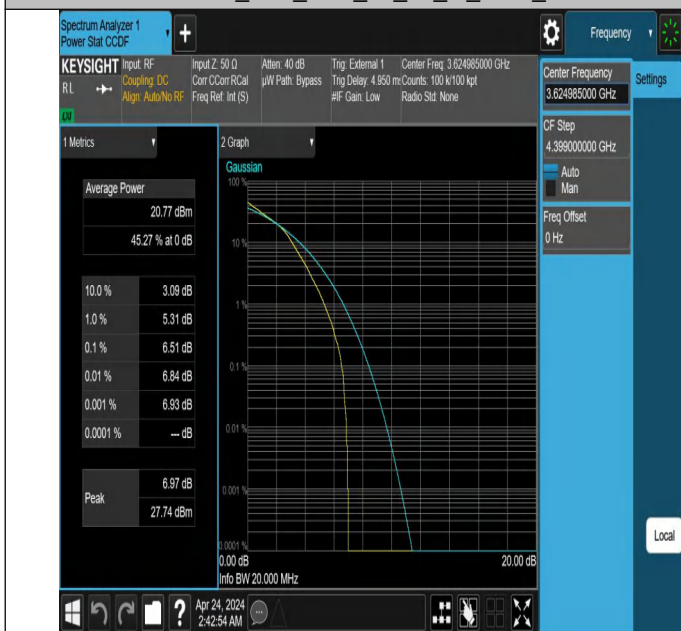 Spectrum Analyzer 1
Power Stat CCDF
Frequency
KEYSIGHT
RL
LXI
Input: RF
Coupling: DC
Align: Auto/No RF
Input Z: 50 Ω
Corr CCorr RCal
Freq Ref: Int (S)
Atten: 40 dB
µW Path: Bypass
Trig: External 1
Trig Delay: 4.950 m
#IF Gain: Low
Center Freq: 3.624985000 GHz
Counts: 100 k/100 kpt
Radio Std: None
Center Frequency
3.624985000 GHz
Settings
CF Step
4.399000000 GHz
Auto
Man
Freq Offset
0 Hz
1 Metrics
Average Power
20.77 dBm
45.27 % at 0 dB
10.0 % 3.09 dB
1.0 % 5.31 dB
0.1 % 6.51 dB
0.01 % 6.84 dB
0.001 % 6.93 dB
0.0001 % --- dB
Peak
6.97 dB
27.74 dBm
2 Graph
Gaussian
100 %
10 %
1 %
0.1 %
0.01 %
0.001 %
0.0001 %
0.00 dB 20.00 dB
Info BW 20.000 MHz
Local
?
Apr 24, 2024
2:42:54 AM